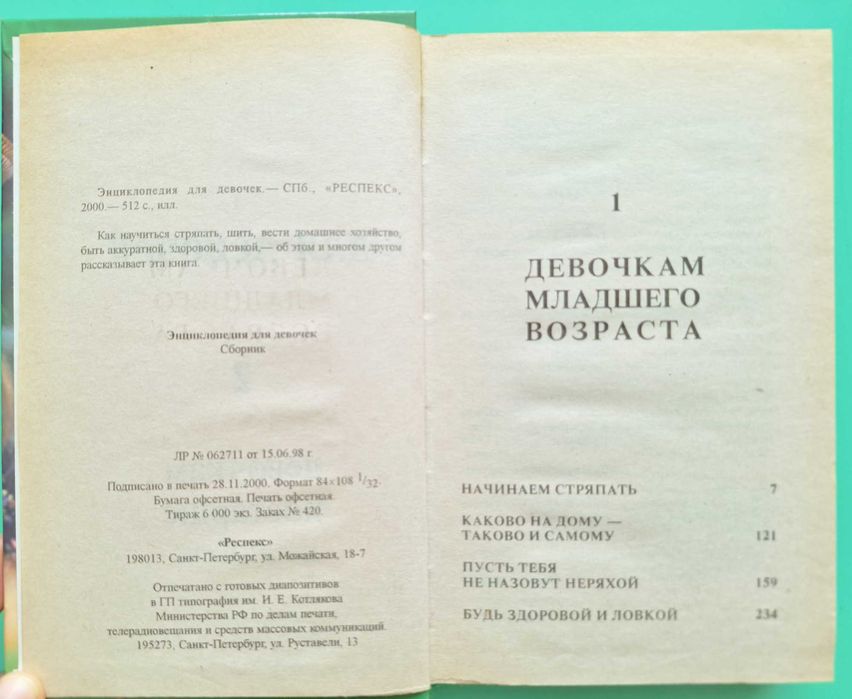 Энциклопедия для девочек.— СПб., «РЕСПЕКС»,
2000.— 512 с., илл.
Как научиться стряпать, шить, вести домашнее хозяйство,
быть аккуратной, здоровой, ловкой,— об этом и многом другом
рассказывает эта книга.
Энциклопедия для девочек
Сборник
ЛР № 062711 от 15.06.98 г.
Подписано в печать 28.11.2000. Формат 84×108 1/32.
Бумага офсетная. Печать офсетная.
Тираж 6 000 экз. Заказ № 420.
«Респекс»
198013, Санкт-Петербург, ул. Можайская, 18-7
Отпечатано с готовых диапозитивов
в ГП типография им. И. Е. Котлякова
Министерства РФ по делам печати,
телерадиовещания и средств массовых коммуникаций.
195273, Санкт-Петербург, ул. Руставели, 13
1
ДЕВОЧКАМ
МЛАДШЕГО
ВОЗРАСТА
НАЧИНАЕМ СТРЯПАТЬ 7
КАКОВО НА ДОМУ —
ТАКОВО И САМОМУ 121
ПУСТЬ ТЕБЯ
НЕ НАЗОВУТ НЕРЯХОЙ 159
БУДЬ ЗДОРОВОЙ И ЛОВКОЙ 234